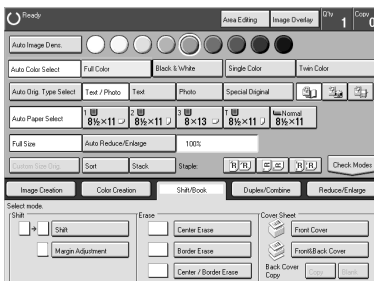 Ready Area Editing Image Overlay Q'ty 1 Copy 0
Auto Image Dens.
Auto Color Select Full Color Black & White Single Color Twin Color
Auto Orig. Type Select Text / Photo Text Photo Special Original
Auto Paper Select 1 8½×11 2 8½×11 3 8×13 T 8½×11 Normal 8½×11
Full Size Auto Reduce/Enlarge 100%
Custom Size Orig. Sort Stack Staple: Check Modes
Image Creation Color Creation Shift/Book Duplex/Combine Reduce/Enlarge
Select mode.
Shift Erase Cover Sheet
Shift Center Erase Front Cover
Margin Adjustment Border Erase Front&Back Cover
Center / Border Erase Back Cover Copy Copy Blank